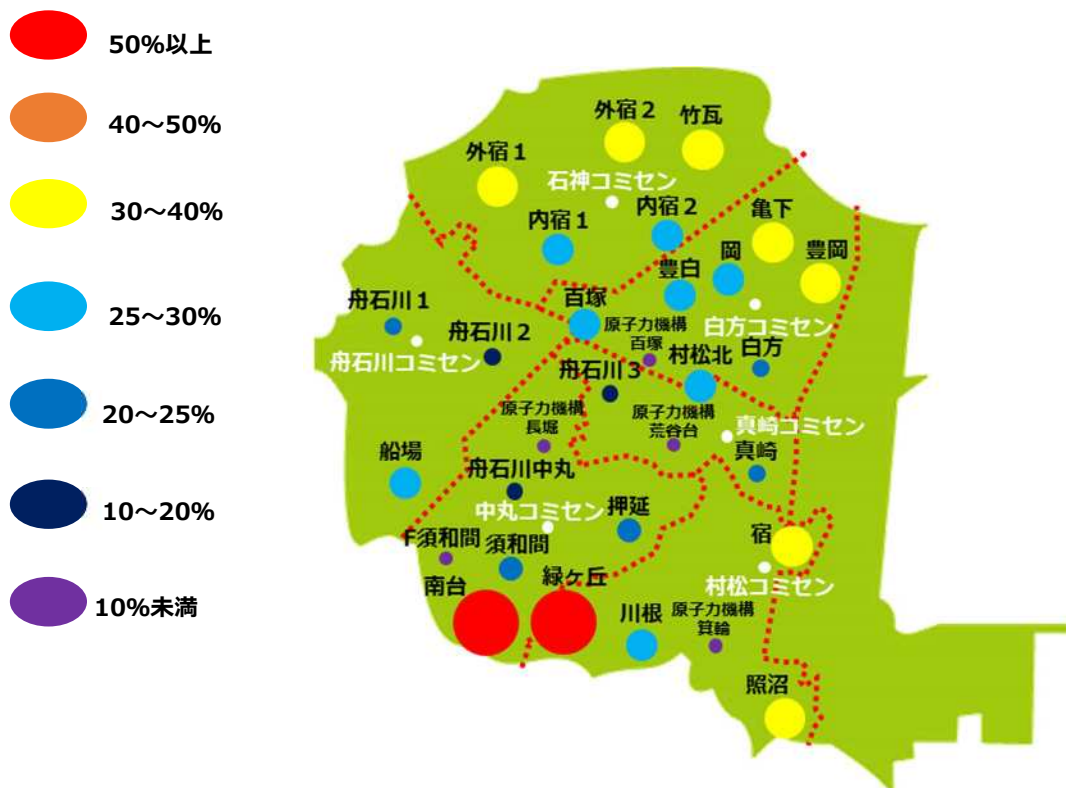 50%以上
40～50%
30～40%
25～30%
20～25%
10～20%
10%未満
外宿２
竹瓦
外宿１
石神コミセン
内宿１
内宿２
亀下
豊岡
岡
豊白
百塚
白方コミセン
舟石川１
舟石川２
舟石川コミセン
原子力機構
百塚
村松北
白方
舟石川３
原子力機構
長堀
原子力機構
荒谷台
真崎コミセン
真崎
船場
舟石川中丸
中丸コミセン
押延
宿
F須和間
須和間
村松コミセン
南台
緑ヶ丘
川根
原子力機構
箕輪
照沼